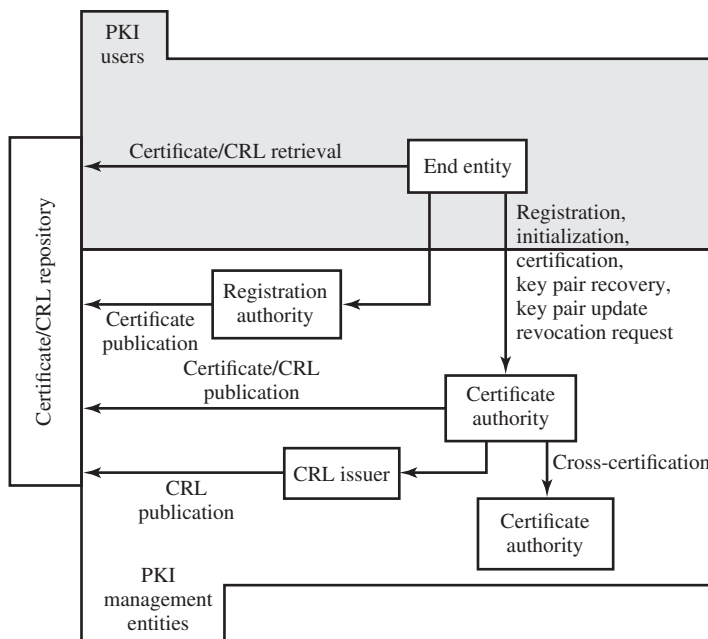 PKI
users
Certificate/CRL retrieval
End entity
Certificate/CRL repository
Registration,
initialization,
certification,
key pair recovery,
key pair update
revocation request
Registration
authority
Certificate
publication
Certificate/CRL
publication
Certificate
authority
CRL issuer
Cross-certification
CRL
publication
Certificate
authority
PKI
management
entities